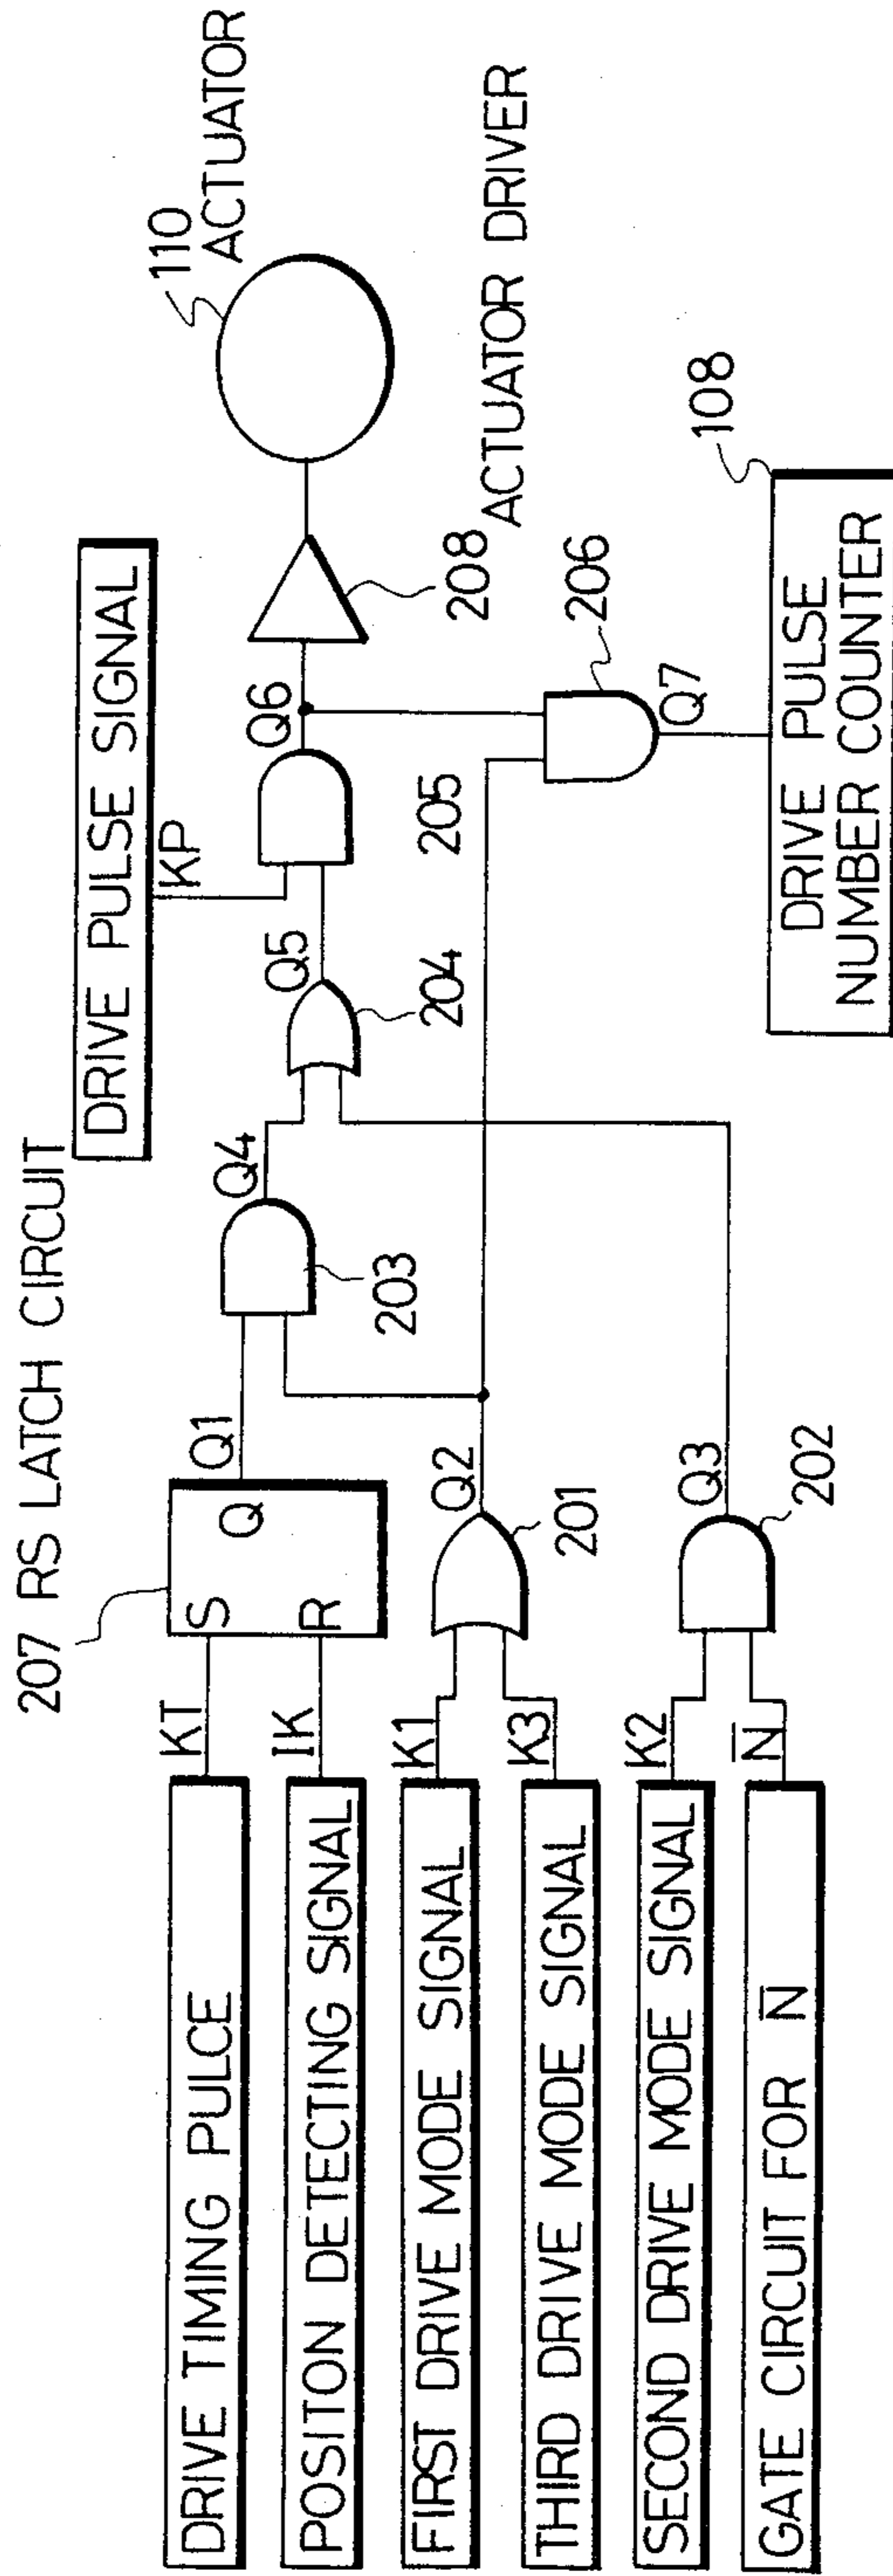 207 RS LATCH CIRCUIT
DRIVE TIMING PULCE
KT
S
Q
Q1
POSITON DETECTING SIGNAL
IK
R
FIRST DRIVE MODE SIGNAL
K1
THIRD DRIVE MODE SIGNAL
K3
Q2
201
SECOND DRIVE MODE SIGNAL
K2
GATE CIRCUIT FOR N̅
N̅
Q3
202
Q4
203
Q5
204
DRIVE PULSE SIGNAL
KP
Q6
205
208
ACTUATOR DRIVER
110
ACTUATOR
206
Q7
108
DRIVE PULSE
NUMBER COUNTER